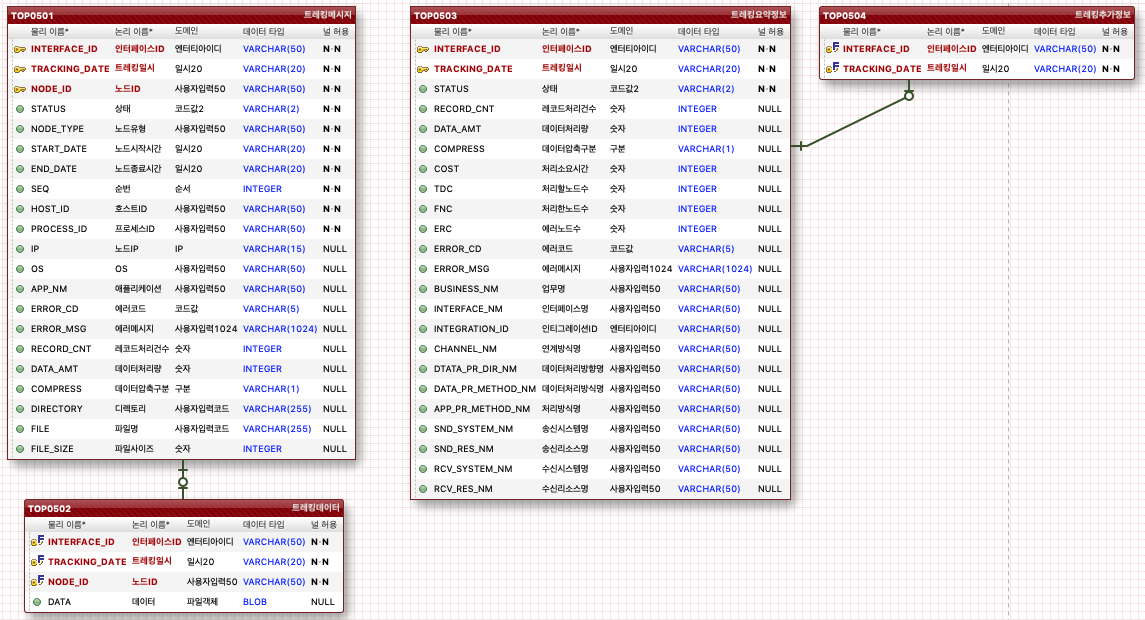 TOP0501 트레킹메시지
물리 이름* 논리 이름* 도메인 데이터 타입 널 허용
INTERFACE_ID 인터페이스ID 엔터티아이디 VARCHAR(50) N-N
TRACKING_DATE 트레킹일시 일시20 VARCHAR(20) N-N
NODE_ID 노드ID 사용자입력50 VARCHAR(50) N-N
STATUS 상태 코드값2 VARCHAR(2) N-N
NODE_TYPE 노드유형 사용자입력50 VARCHAR(50) N-N
START_DATE 노드시작시간 일시20 VARCHAR(20) N-N
END_DATE 노드종료시간 일시20 VARCHAR(20) N-N
SEQ 순번 순서 INTEGER N-N
HOST_ID 호스트ID 사용자입력50 VARCHAR(50) N-N
PROCESS_ID 프로세스ID 사용자입력50 VARCHAR(50) N-N
IP 노드IP IP VARCHAR(15) NULL
OS OS 사용자입력50 VARCHAR(50) NULL
APP_NM 애플리케이션 사용자입력50 VARCHAR(50) NULL
ERROR_CD 에러코드 코드값 VARCHAR(5) NULL
ERROR_MSG 에러메시지 사용자입력1024 VARCHAR(1024) NULL
RECORD_CNT 레코드처리건수 숫자 INTEGER NULL
DATA_AMT 데이터처리량 숫자 INTEGER NULL
COMPRESS 데이터압축구분 구분 VARCHAR(1) NULL
DIRECTORY 디렉토리 사용자입력코드 VARCHAR(255) NULL
FILE 파일명 사용자입력코드 VARCHAR(255) NULL
FILE_SIZE 파일사이즈 숫자 INTEGER NULL
TOP0502 트레킹데이터
물리 이름* 논리 이름* 도메인 데이터 타입 널 허용
INTERFACE_ID 인터페이스ID 엔터티아이디 VARCHAR(50) N-N
TRACKING_DATE 트레킹일시 일시20 VARCHAR(20) N-N
NODE_ID 노드ID 사용자입력50 VARCHAR(50) N-N
DATA 데이터 파일객체 BLOB NULL
TOP0503 트레킹요약정보
물리 이름* 논리 이름* 도메인 데이터 타입 널 허용
INTERFACE_ID 인터페이스ID 엔터티아이디 VARCHAR(50) N-N
TRACKING_DATE 트레킹일시 일시20 VARCHAR(20) N-N
STATUS 상태 코드값2 VARCHAR(2) N-N
RECORD_CNT 레코드처리건수 숫자 INTEGER NULL
DATA_AMT 데이터처리량 숫자 INTEGER NULL
COMPRESS 데이터압축구분 구분 VARCHAR(1) NULL
COST 처리소요시간 숫자 INTEGER NULL
TDC 처리할노드수 숫자 INTEGER NULL
FNC 처리한노드수 숫자 INTEGER NULL
ERC 에러노드수 숫자 INTEGER NULL
ERROR_CD 에러코드 코드값 VARCHAR(5) NULL
ERROR_MSG 에러메시지 사용자입력1024 VARCHAR(1024) NULL
BUSINESS_NM 업무명 사용자입력50 VARCHAR(50) NULL
INTERFACE_NM 인터페이스명 사용자입력50 VARCHAR(50) NULL
INTEGRATION_ID 인티그레이션ID 엔터티아이디 VARCHAR(50) NULL
CHANNEL_NM 연계방식명 사용자입력50 VARCHAR(50) NULL
DTATA_PR_DIR_NM 데이터처리방향명 사용자입력50 VARCHAR(50) NULL
DATA_PR_METHOD_NM 데이터처리방식명 사용자입력50 VARCHAR(50) NULL
APP_PR_METHOD_NM 처리방식명 사용자입력50 VARCHAR(50) NULL
SND_SYSTEM_NM 송신시스템명 사용자입력50 VARCHAR(50) NULL
SND_RES_NM 송신리소스명 사용자입력50 VARCHAR(50) NULL
RCV_SYSTEM_NM 수신시스템명 사용자입력50 VARCHAR(50) NULL
RCV_RES_NM 수신리소스명 사용자입력50 VARCHAR(50) NULL
TOP0504 트레킹추가정보
물리 이름* 논리 이름* 도메인 데이터 타입 널 허용
INTERFACE_ID 인터페이스ID 엔터티아이디 VARCHAR(50) N-N
TRACKING_DATE 트레킹일시 일시20 VARCHAR(20) N-N